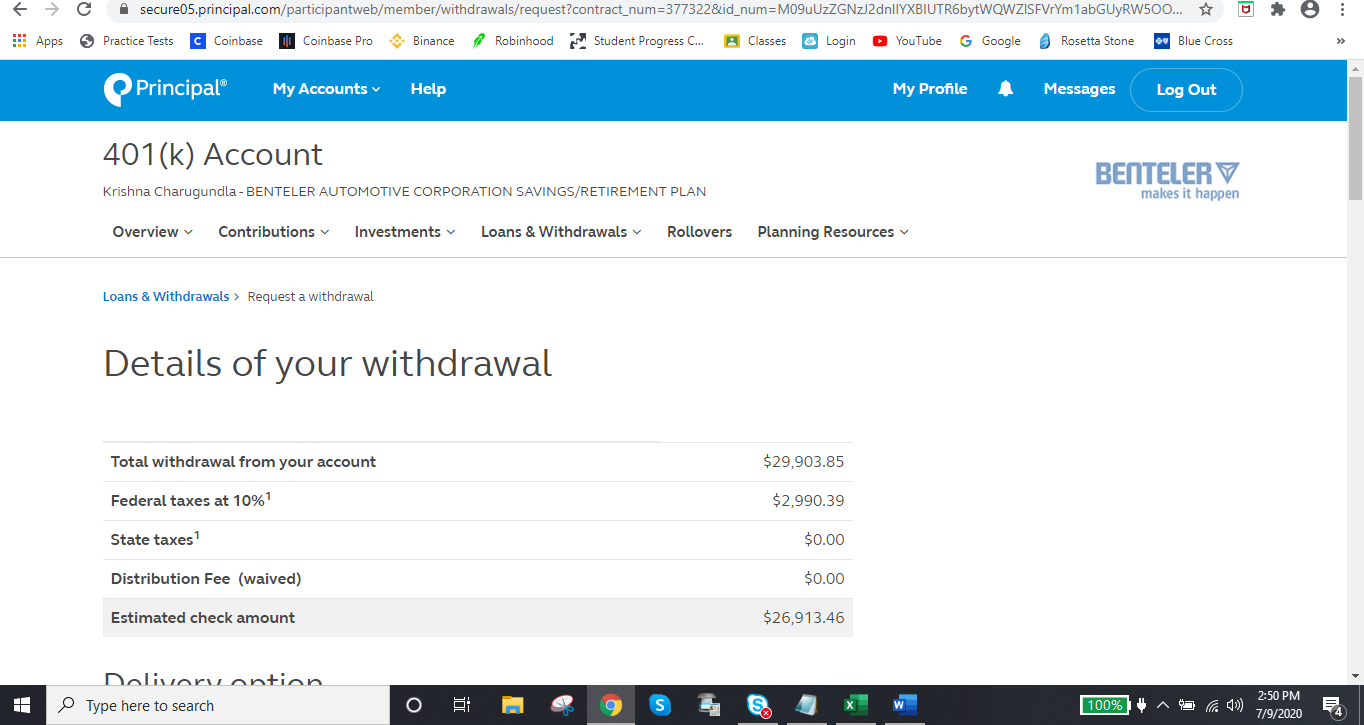 secure05.principal.com/participantweb/member/withdrawals/request?contract_num=377322&id_num=M09uUzZGNzJ2dnlIYXBIUTR6bytWQWZISFVrYm1abGUyRW5OO...
Apps Practice Tests Coinbase Coinbase Pro Binance Robinhood Student Progress C... Classes Login YouTube Google Rosetta Stone Blue Cross »
Principal® My Accounts Help My Profile Messages Log Out
401(k) Account
Krishna Charugundla - BENTELER AUTOMOTIVE CORPORATION SAVINGS/RETIREMENT PLAN
BENTELER
makes it happen
Overview Contributions Investments Loans & Withdrawals Rollovers Planning Resources
Loans & Withdrawals > Request a withdrawal
Details of your withdrawal
Total withdrawal from your account $29,903.85
Federal taxes at 10%1 $2,990.39
State taxes1 $0.00
Distribution Fee (waived) $0.00
Estimated check amount $26,913.46
Delivery option
Type here to search
100%
2:50 PM
7/9/2020
4